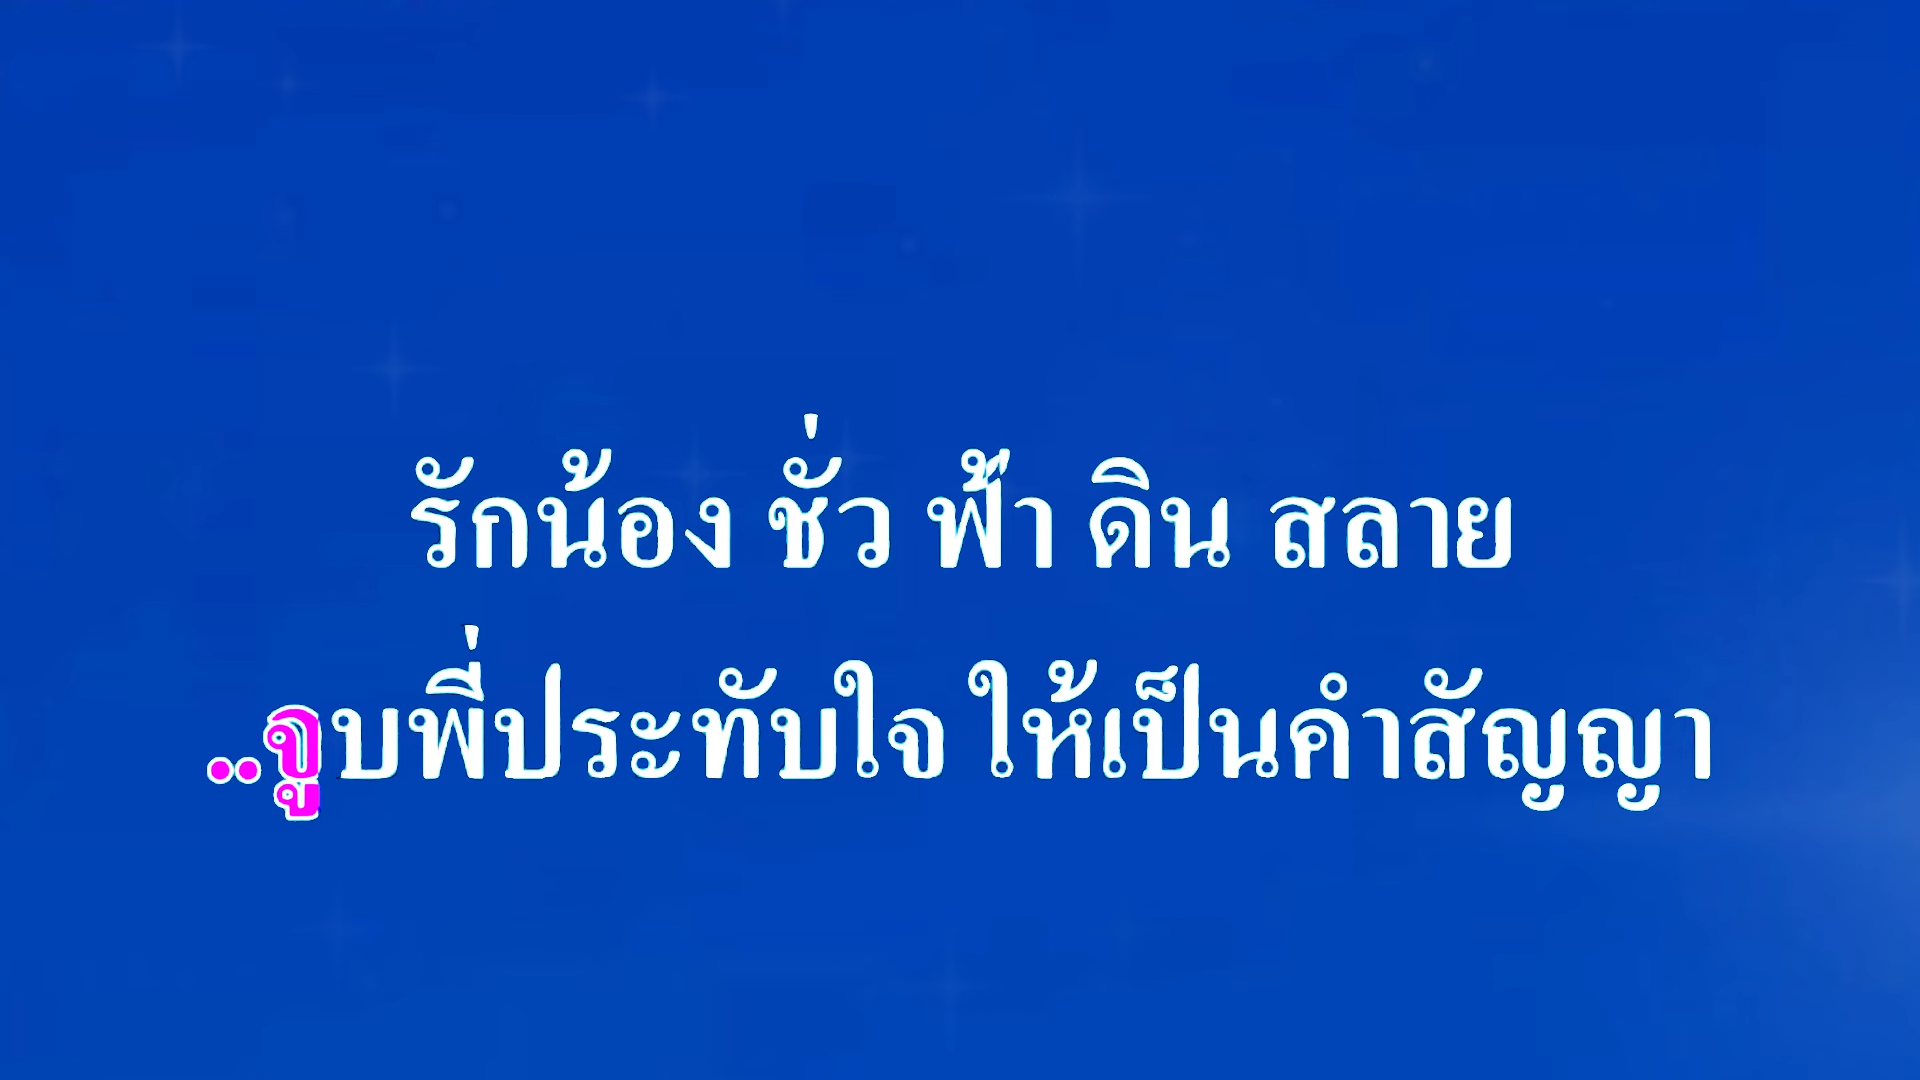 รักน้อง ชั่ว ฟ้า ดิน สลาย
..จูบพี่ประทับใจ ให้เป็นคำสัญญา